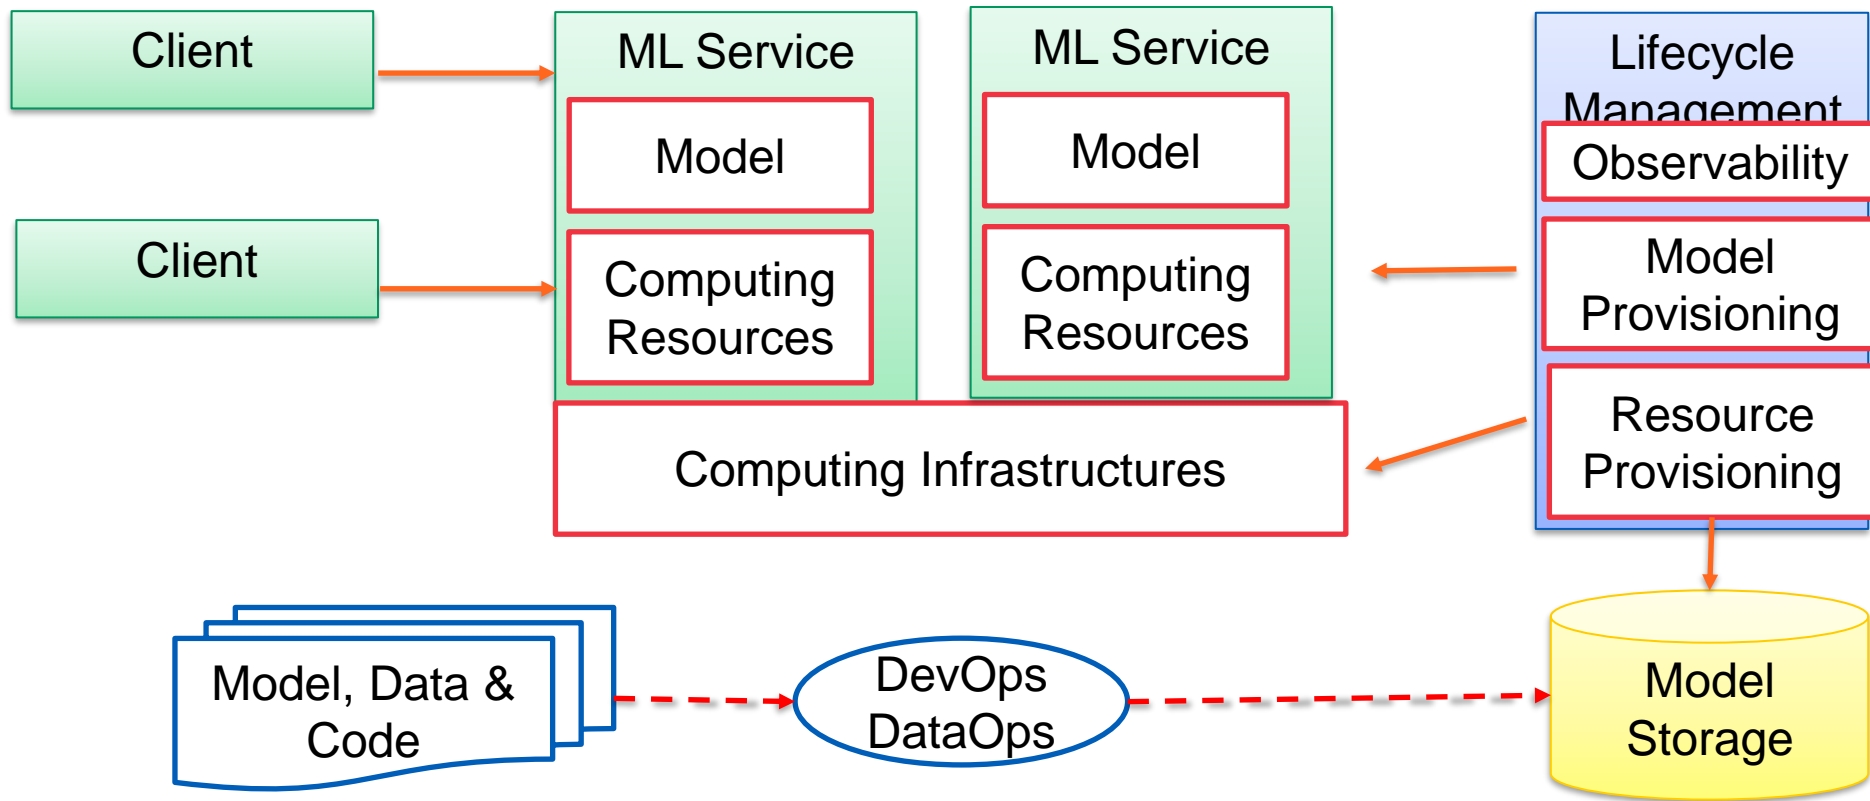 Client
ML Service
Model
Computing
Resources
ML Service
Model
Computing
Resources
Lifecycle
Management
Observability
Model
Provisioning
Resource
Provisioning
Client
Computing Infrastructures
Model, Data &
Code
DevOps
DataOps
Model
Storage